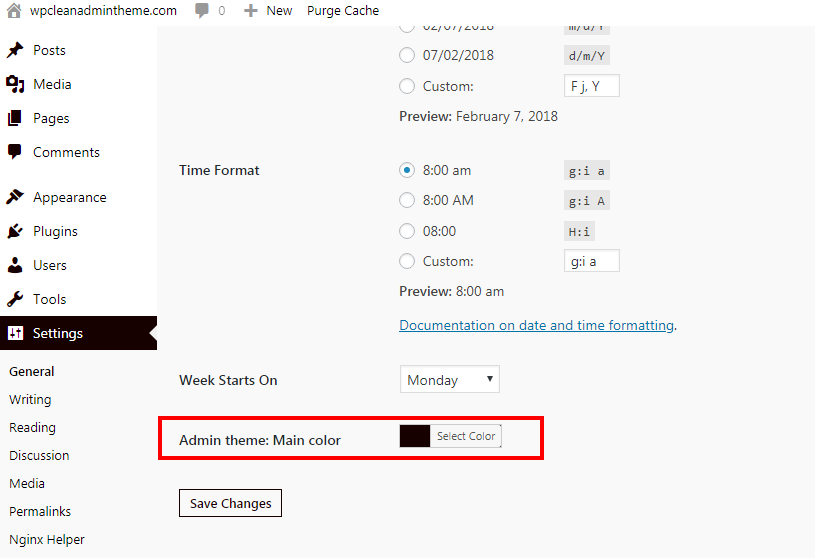 wpcleanadmintheme.com 0 New Purge Cache
Posts
Media
Pages
Comments
Appearance
Plugins
Users
Tools
Settings
General
Writing
Reading
Discussion
Media
Permalinks
Nginx Helper
02/07/2018 m/d/Y
07/02/2018 d/m/Y
Custom: F j, Y
Preview: February 7, 2018
Time Format
8:00 am g:i a
8:00 AM g:i A
08:00 H:i
Custom: g:i a
Preview: 8:00 am
Documentation on date and time formatting.
Week Starts On Monday
Admin theme: Main color Select Color
Save Changes